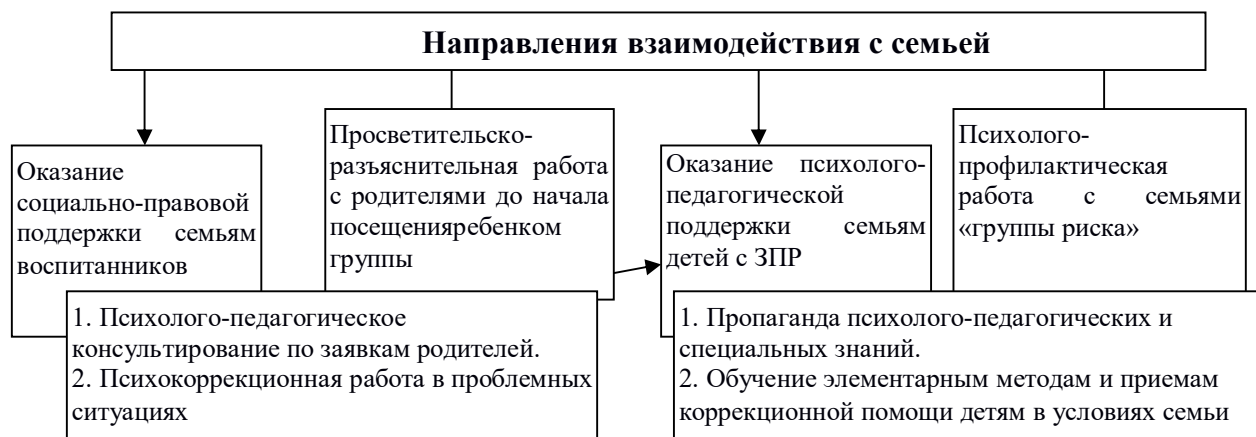 Направления взаимодействия с семьей
Оказание
социально-правовой
поддержки семьям
воспитанников
Просветительско-
разъяснительная работа
с родителями до начала
посещенияребенком
группы
Оказание психолого-
педагогической
поддержки семьям
детей с ЗПР
Психолого-
профилактическая
работа с семьями
«группы риска»
1. Психолого-педагогическое
консультирование по заявкам родителей.
2. Психокоррекционная работа в проблемных
ситуациях
1. Пропаганда психолого-педагогических и
специальных знаний.
2. Обучение элементарным методам и приемам
коррекционной помощи детям в условиях семьи